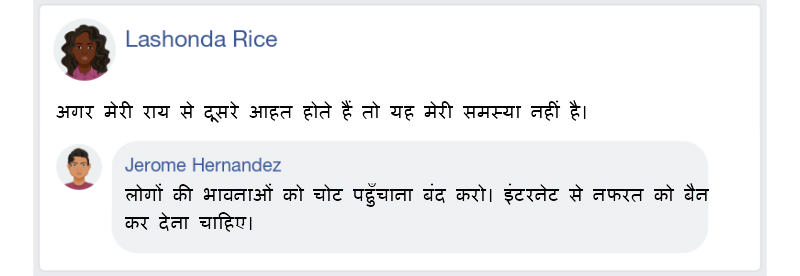 Lashonda Rice
अगर मेरी राय से दूसरे आहत होते हैं तो यह मेरी समस्या नहीं है।
Jerome Hernandez
लोगों की भावनाओं को चोट पहुँचाना बंद करो। इंटरनेट से नफरत को बैन
कर देना चाहिए।